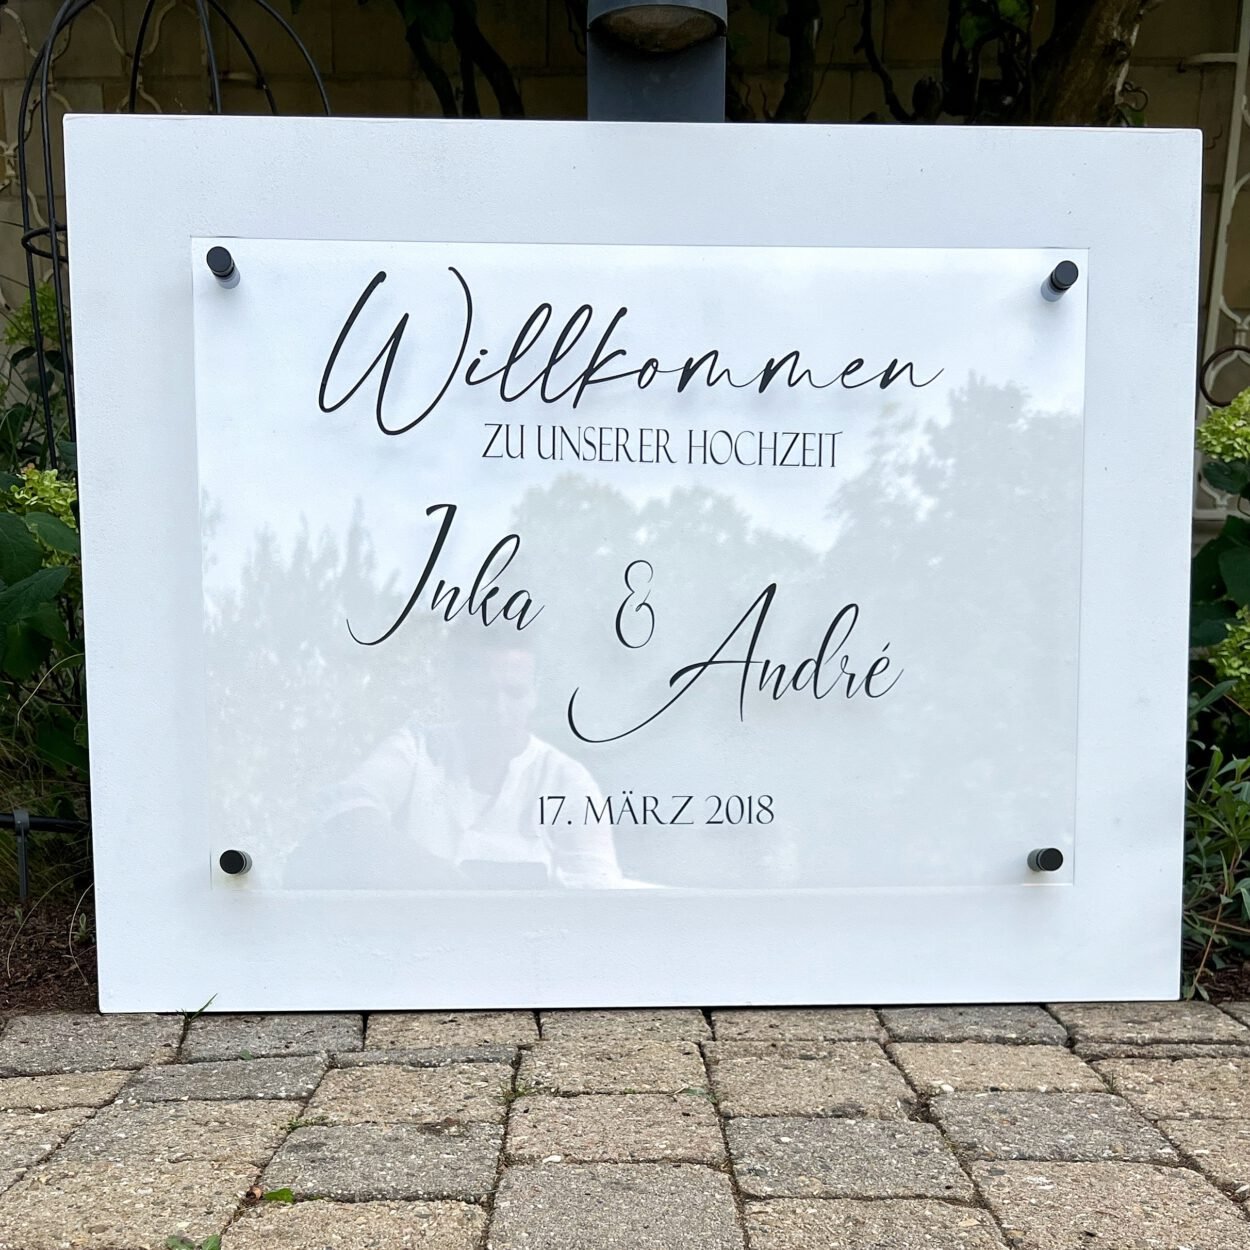 Willkommen
ZU UNSERER HOCHZEIT
Inka & André
17. MÄRZ 2018